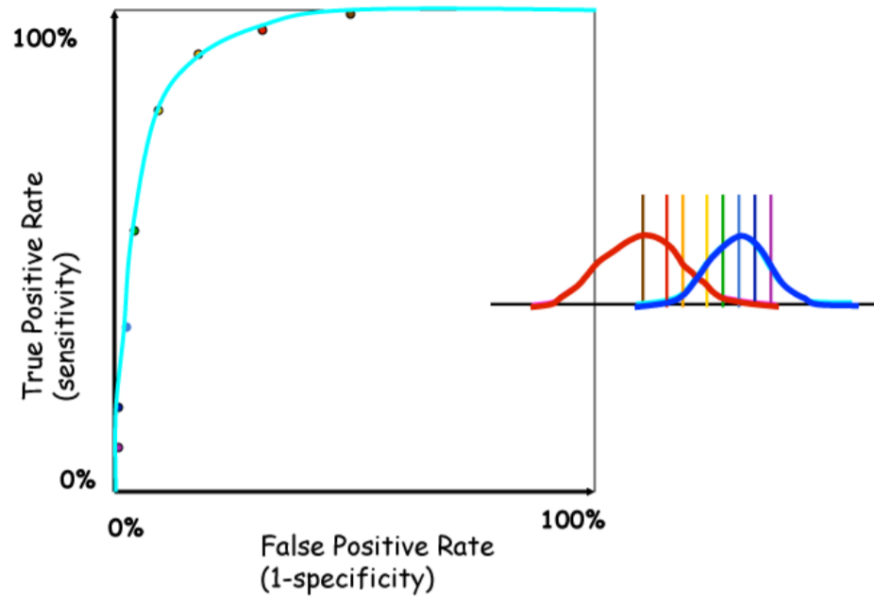 100%
True Positive Rate
(sensitivity)
0%
0%
100%
False Positive Rate
(1-specificity)